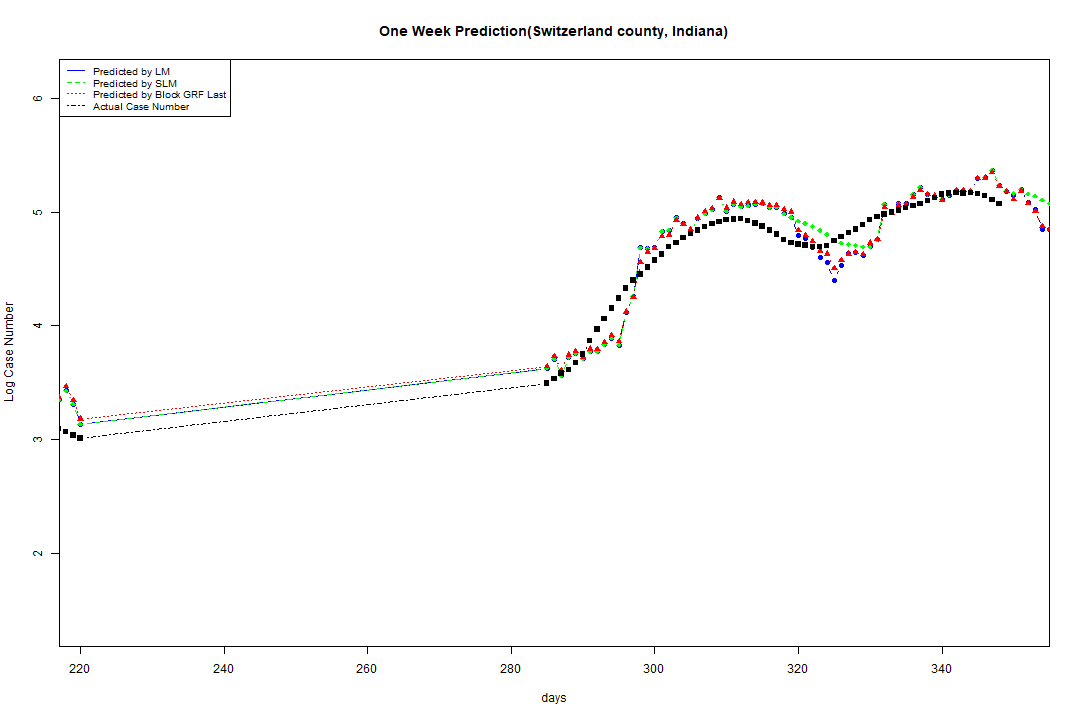 One Week Prediction(Switzerland county, Indiana)
Predicted by LM
Predicted by SLM
Predicted by Block GRF Last
Actual Case Number
6
5
4
3
2
Log Case Number
220 240 260 280 300 320 340
days